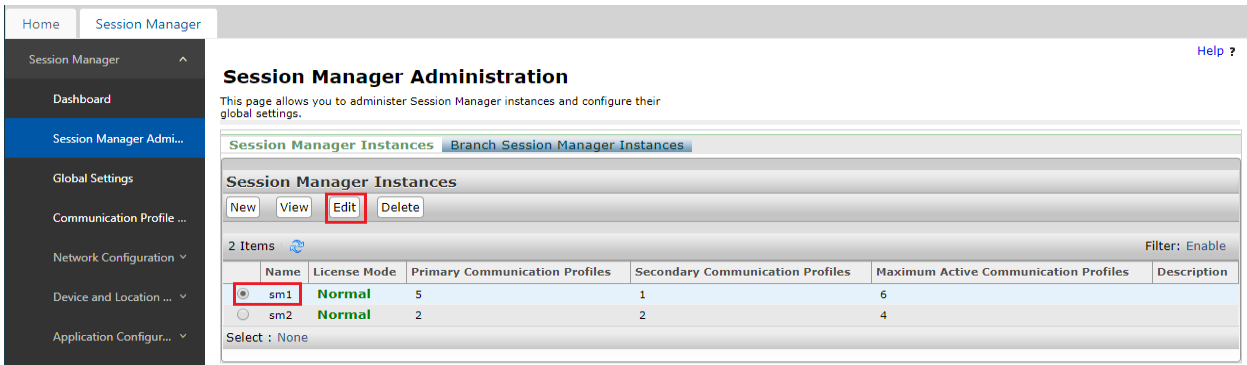 Home Session Manager
Session Manager
Dashboard
Session Manager Admi...
Global Settings
Communication Profile ...
Network Configuration
Device and Location ...
Application Configur...
Help ?
Session Manager Administration
This page allows you to administer Session Manager instances and configure their
global settings.
Session Manager Instances Branch Session Manager Instances
Session Manager Instances
New View Edit Delete
2 Items Filter: Enable
Name License Mode Primary Communication Profiles Secondary Communication Profiles Maximum Active Communication Profiles Description
sm1 Normal 5 1 6
sm2 Normal 2 2 4
Select : None